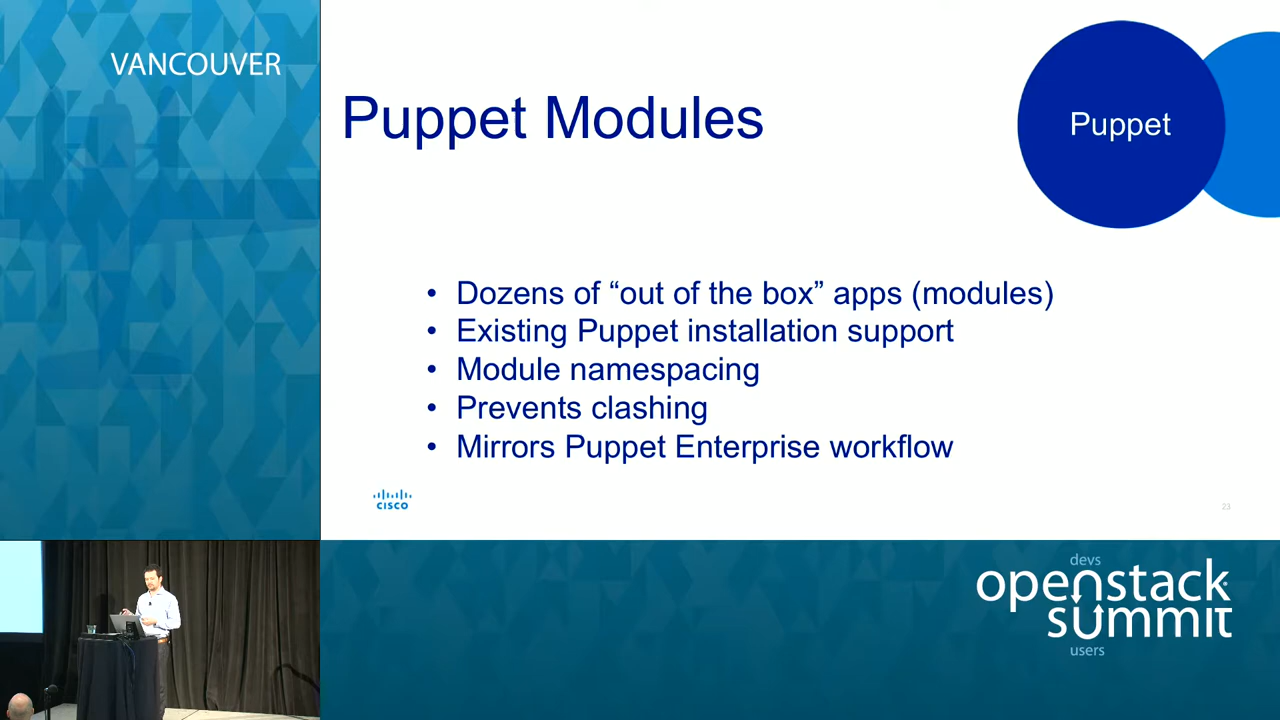 VANCOUVER
Puppet Modules
Puppet
• Dozens of “out of the box” apps (modules)
• Existing Puppet installation support
• Module namespacing
• Prevents clashing
• Mirrors Puppet Enterprise workflow
CISCO
23
devs
openstack
summit
users